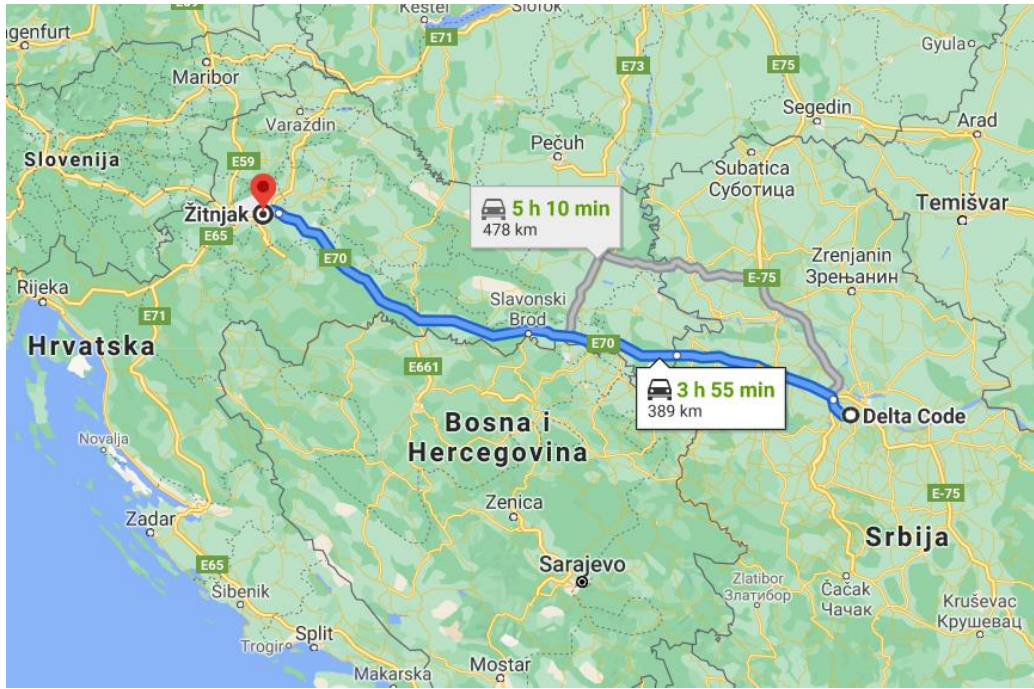 Kestel
Siófok
agenfurt
E71
E73
E75
Gyula
Maribor
Segedin
Arad
Varaždin
Pečuh
Slovenija
E59
Subatica
Суботица
Žitnjak
E65
5 h 10 min
478 km
Temišvar
E70
E-75
Zrenjanin
Зрењанин
Rijeka
E71
Slavonski
Brod
Hrvatska
E70
E661
3 h 55 min
389 km
Delta Code
Bosna i
Hercegovina
Novalja
E-75
Zenica
Zadar
Srbija
E65
Sarajevo
Šibenik
Zlatibor
Златибор
Čačak
Чачак
Kruševac
Крушевац
Trogir
Split
Makarska
Mostar